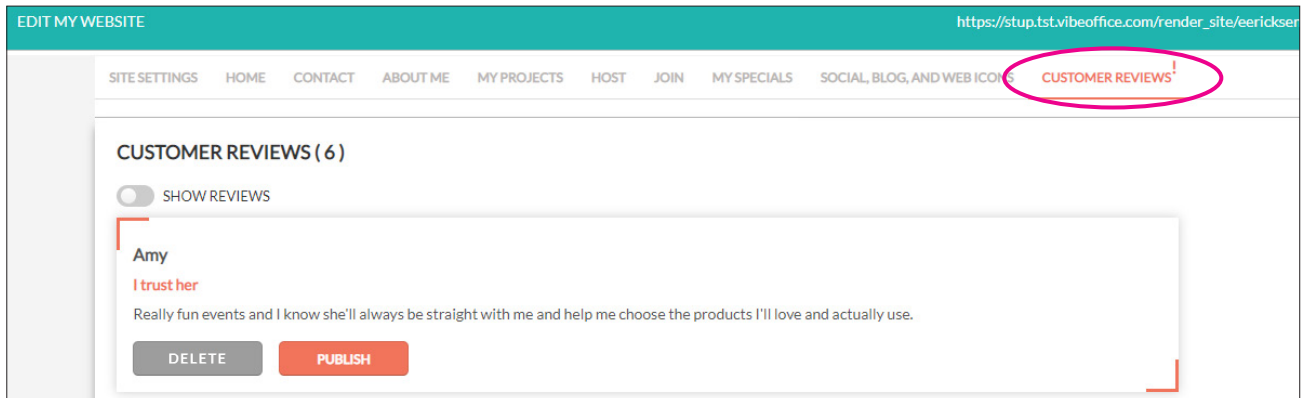 EDIT MY WEBSITE https://stup.tst.vibeoffice.com/render_site/eerickser
SITE SETTINGS HOME CONTACT ABOUT ME MY PROJECTS HOST JOIN MY SPECIALS SOCIAL, BLOG, AND WEB ICONS CUSTOMER REVIEWS!
CUSTOMER REVIEWS ( 6 )
SHOW REVIEWS
Amy
I trust her
Really fun events and I know she'll always be straight with me and help me choose the products I'll love and actually use.
DELETE PUBLISH